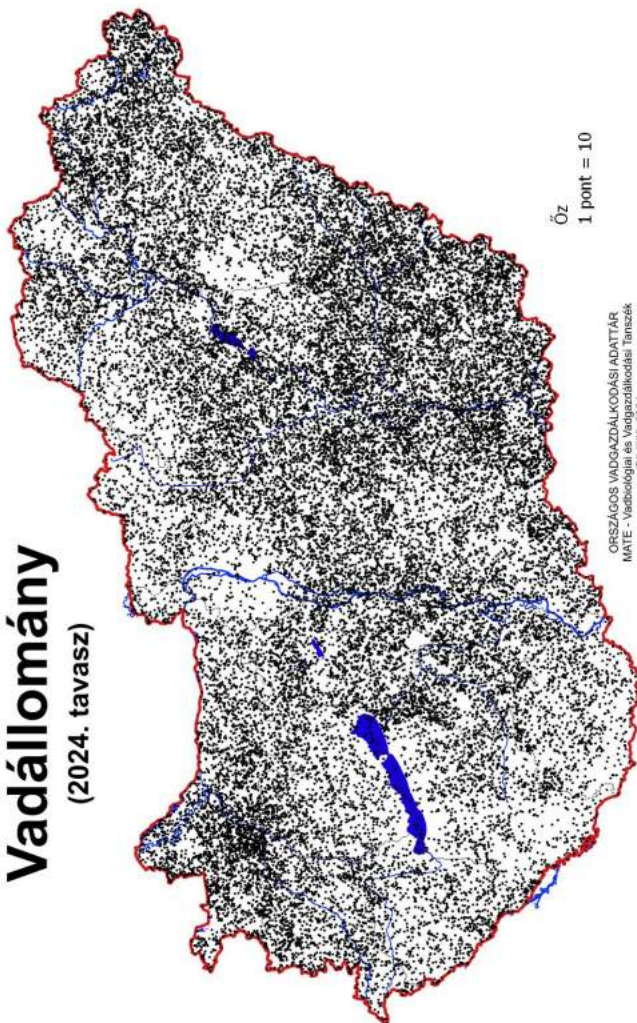 Vadállomány
(2024. tavasz)
Őz
1 pont = 10
ORSZÁGOS VADGAZDÁLKODÁSI ADATTÁR
MATE - Vadbiológiai és Vadgazdálkodási Tanszék